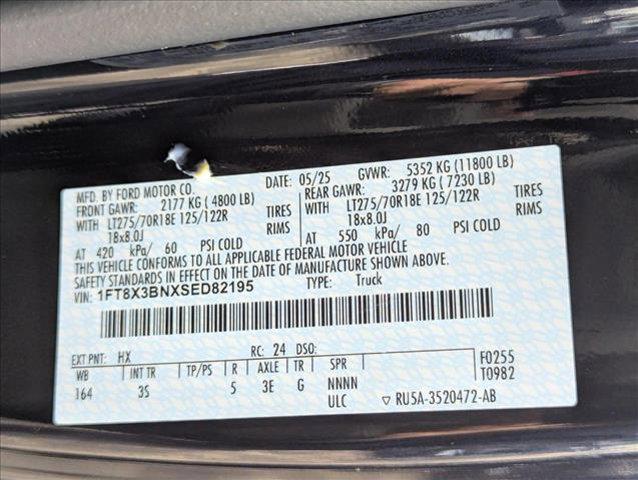 MFD. BY FORD MOTOR CO. DATE: 05/25 GVWR: 5352 KG (11800 LB)
FRONT GAWR: 2177 KG (4800 LB) REAR GAWR: 3279 KG (7230 LB)
WITH LT275/70R18E 125/122R TIRES WITH LT275/70R18E 125/122R TIRES
18x8.0J RIMS 18x8.0J RIMS
AT 420 kPa/ 60 PSI COLD AT 550 kPa/ 80 PSI COLD
THIS VEHICLE CONFORMS TO ALL APPLICABLE FEDERAL MOTOR VEHICLE
SAFETY STANDARDS IN EFFECT ON THE DATE OF MANUFACTURE SHOWN ABOVE.
VIN: 1FT8X3BNXSED82195 TYPE: Truck
EXT PNT: HX RC: 24 DSO:
WB INT TR TP/PS R AXLE TR SPR F0255
164 3S 5 3E G NNNN T0982
ULC ▽ RU5A-3520472-AB